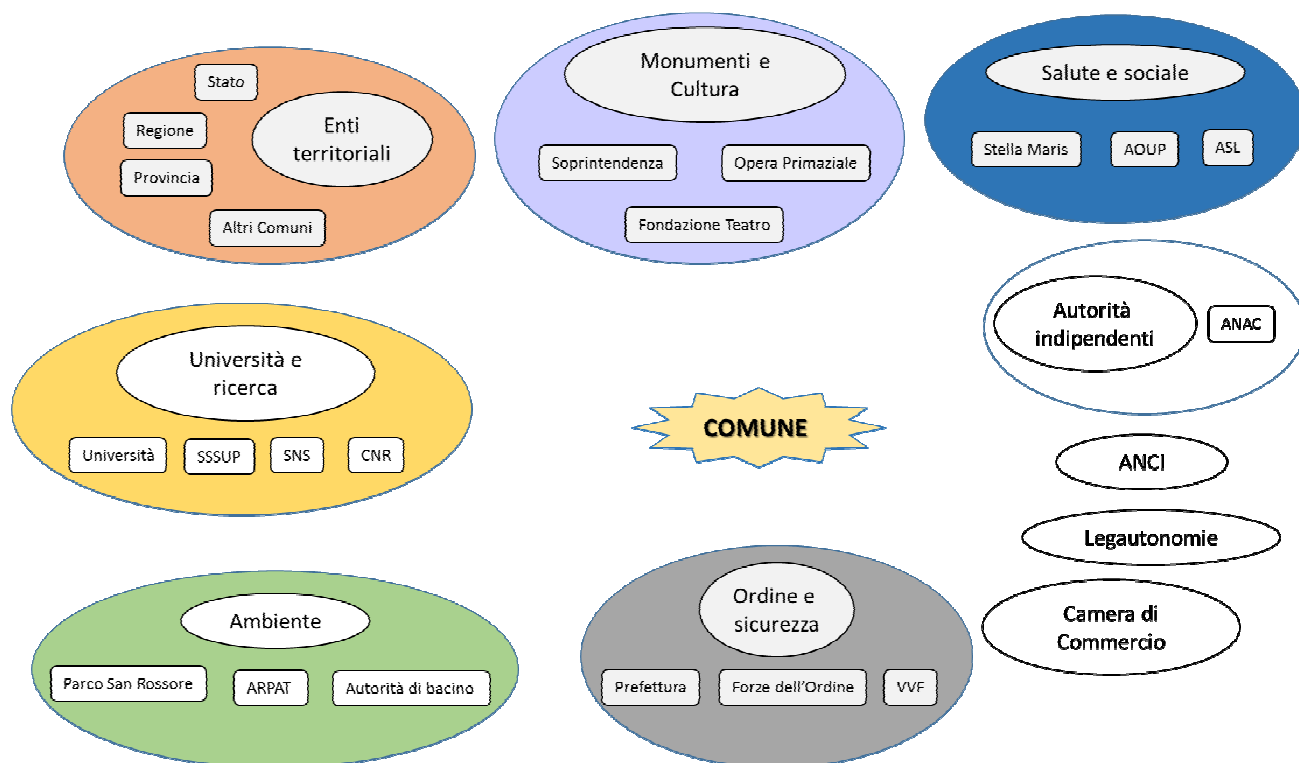 Stato
Regione
Provincia
Altri Comuni
Enti
territoriali
Monumenti e
Cultura
Soprintendenza
Opera Primaziale
Fondazione Teatro
Salute e sociale
Stella Maris
AOUP
ASL
Autorità
indipendenti
ANAC
Università e
ricerca
Università
SSSUP
SNS
CNR
COMUNE
ANCI
Legautonomie
Camera di
Commercio
Ambiente
Parco San Rossore
ARPAT
Autorità di bacino
Ordine e
sicurezza
Prefettura
Forze dell'Ordine
VVF